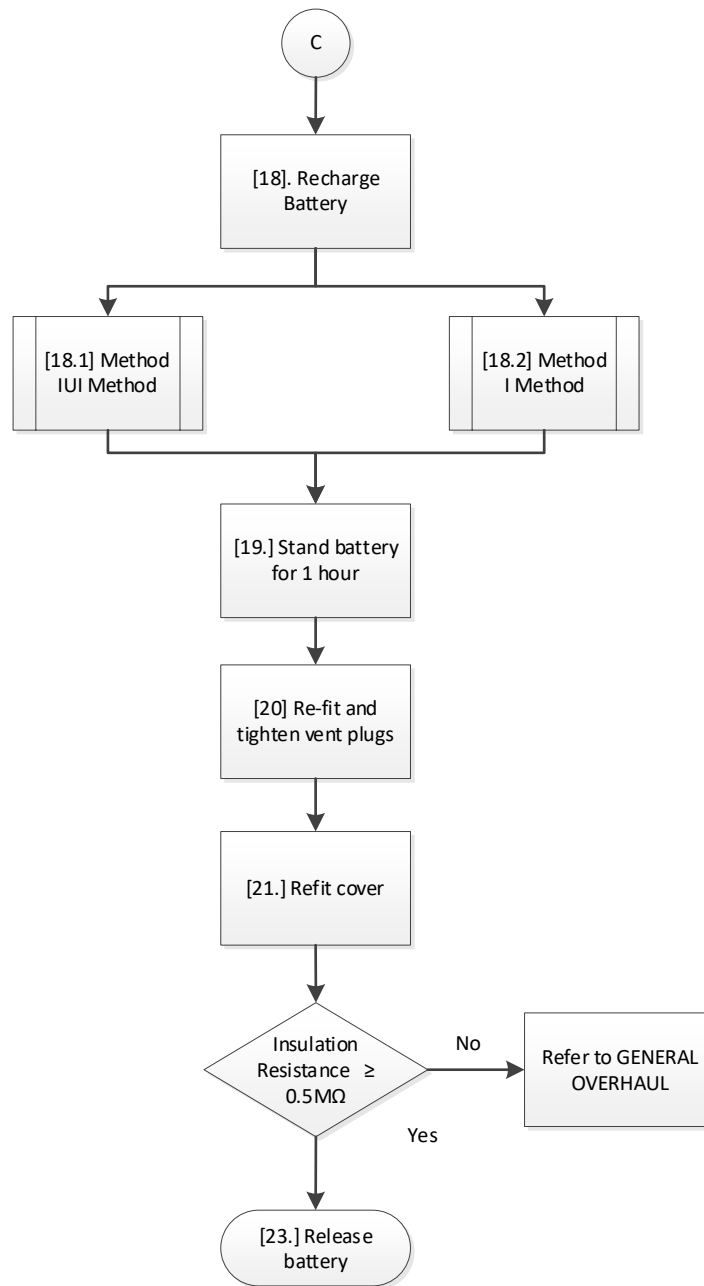 C
[18]. Recharge
Battery
[18.1] Method
IUI Method
[18.2] Method
I Method
[19.] Stand battery
for 1 hour
[20] Re-fit and
tighten vent plugs
[21.] Refit cover
Insulation
Resistance ≥
0.5MΩ
No
Refer to GENERAL
OVERHAUL
Yes
[23.] Release
battery